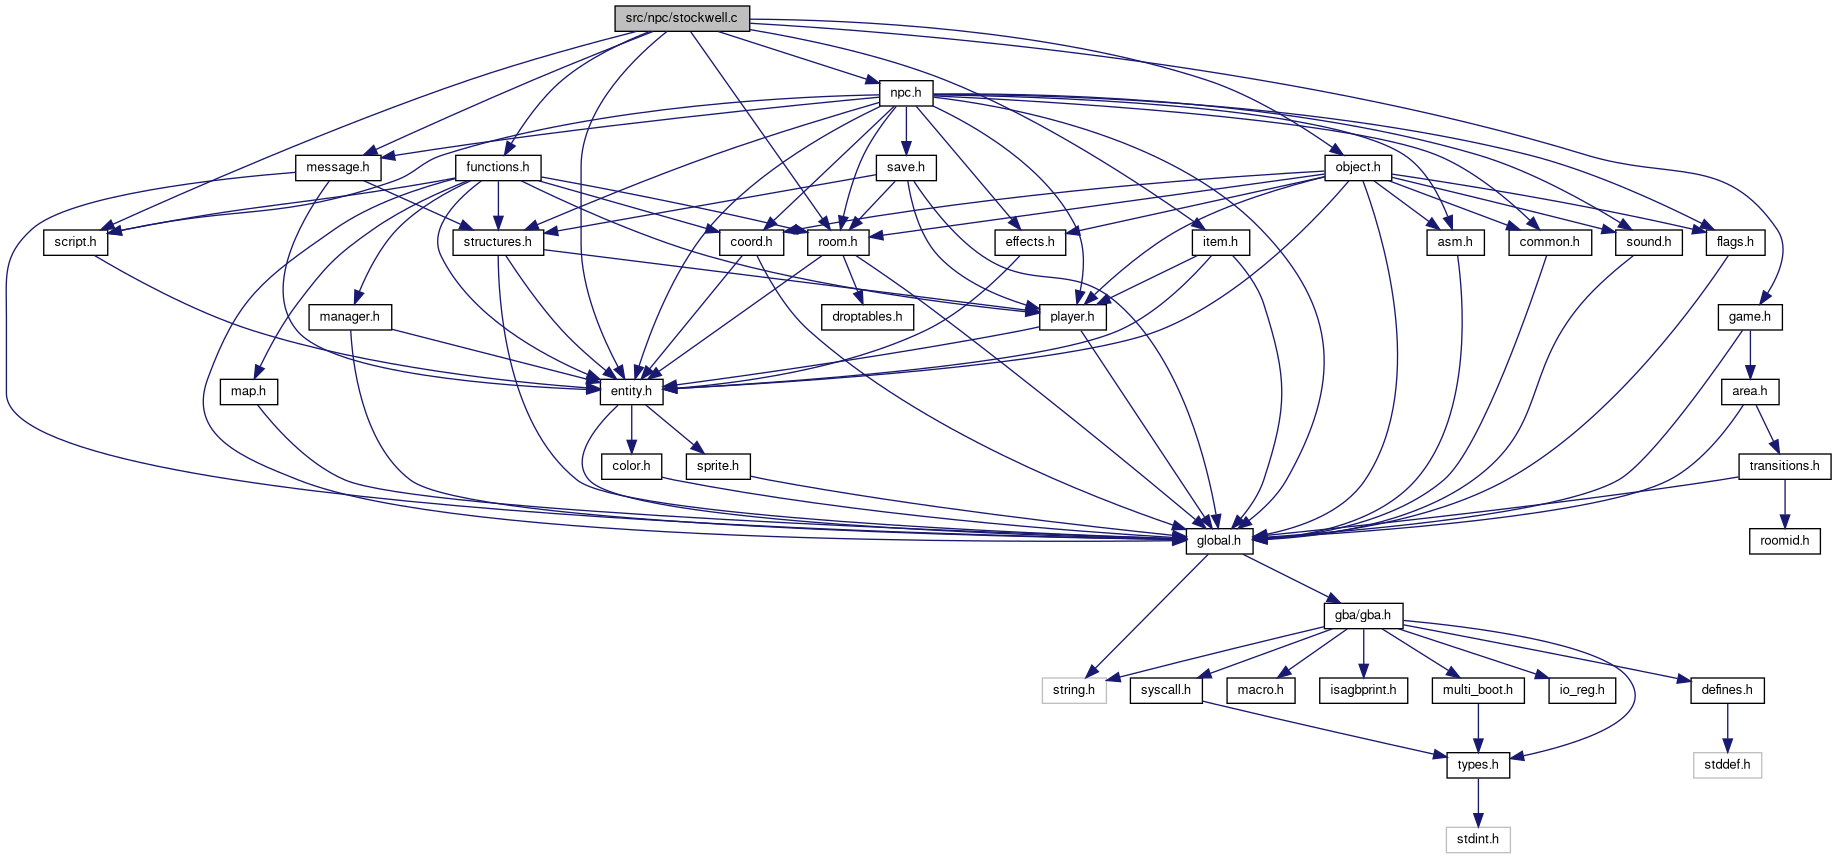 src/npc/stockwell.c
npc.h
message.h
functions.h
save.h
object.h
script.h
structures.h
coord.h
room.h
effects.h
item.h
asm.h
common.h
sound.h
flags.h
manager.h
droptables.h
player.h
game.h
map.h
entity.h
area.h
color.h
sprite.h
transitions.h
global.h
roomid.h
gba/gba.h
string.h
syscall.h
macro.h
isagbprint.h
multi_boot.h
io_reg.h
defines.h
types.h
stddef.h
stdint.h